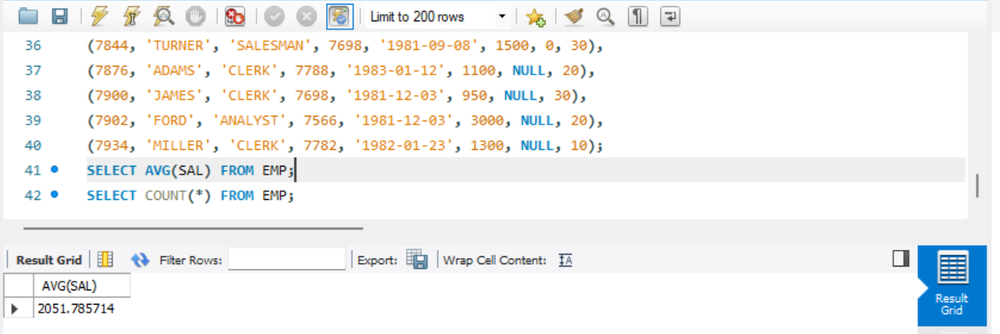 Limit to 200 rows
36 (7844, 'TURNER', 'SALESMAN', 7698, '1981-09-08', 1500, 0, 30),
37 (7876, 'ADAMS', 'CLERK', 7788, '1983-01-12', 1100, NULL, 20),
38 (7900, 'JAMES', 'CLERK', 7698, '1981-12-03', 950, NULL, 30),
39 (7902, 'FORD', 'ANALYST', 7566, '1981-12-03', 3000, NULL, 20),
40 (7934, 'MILLER', 'CLERK', 7782, '1982-01-23', 1300, NULL, 10);
41 SELECT AVG(SAL) FROM EMP;
42 SELECT COUNT(*) FROM EMP;
Result Grid Filter Rows: Export: Wrap Cell Content: IA
AVG(SAL)
2051.785714
Result
Grid